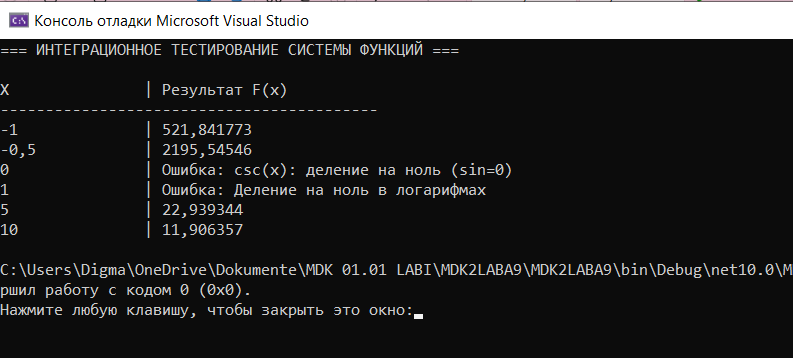 Консоль отладки Microsoft Visual Studio
=== ИНТЕГРАЦИОННОЕ ТЕСТИРОВАНИЕ СИСТЕМЫ ФУНКЦИЙ ===
X | Результат F(x)
------------------------------------------
-1 | 521,841773
-0,5 | 2195,54546
0 | Ошибка: csc(x): деление на ноль (sin=0)
1 | Ошибка: Деление на ноль в логарифмах
5 | 22,939344
10 | 11,906357
C:\Users\Digma\OneDrive\Dokumente\MDK 01.01 LABI\MDK2LABA9\MDK2LABA9\bin\Debug\net10.0\M
ршил работу с кодом 0 (0x0).
Нажмите любую клавишу, чтобы закрыть это окно: